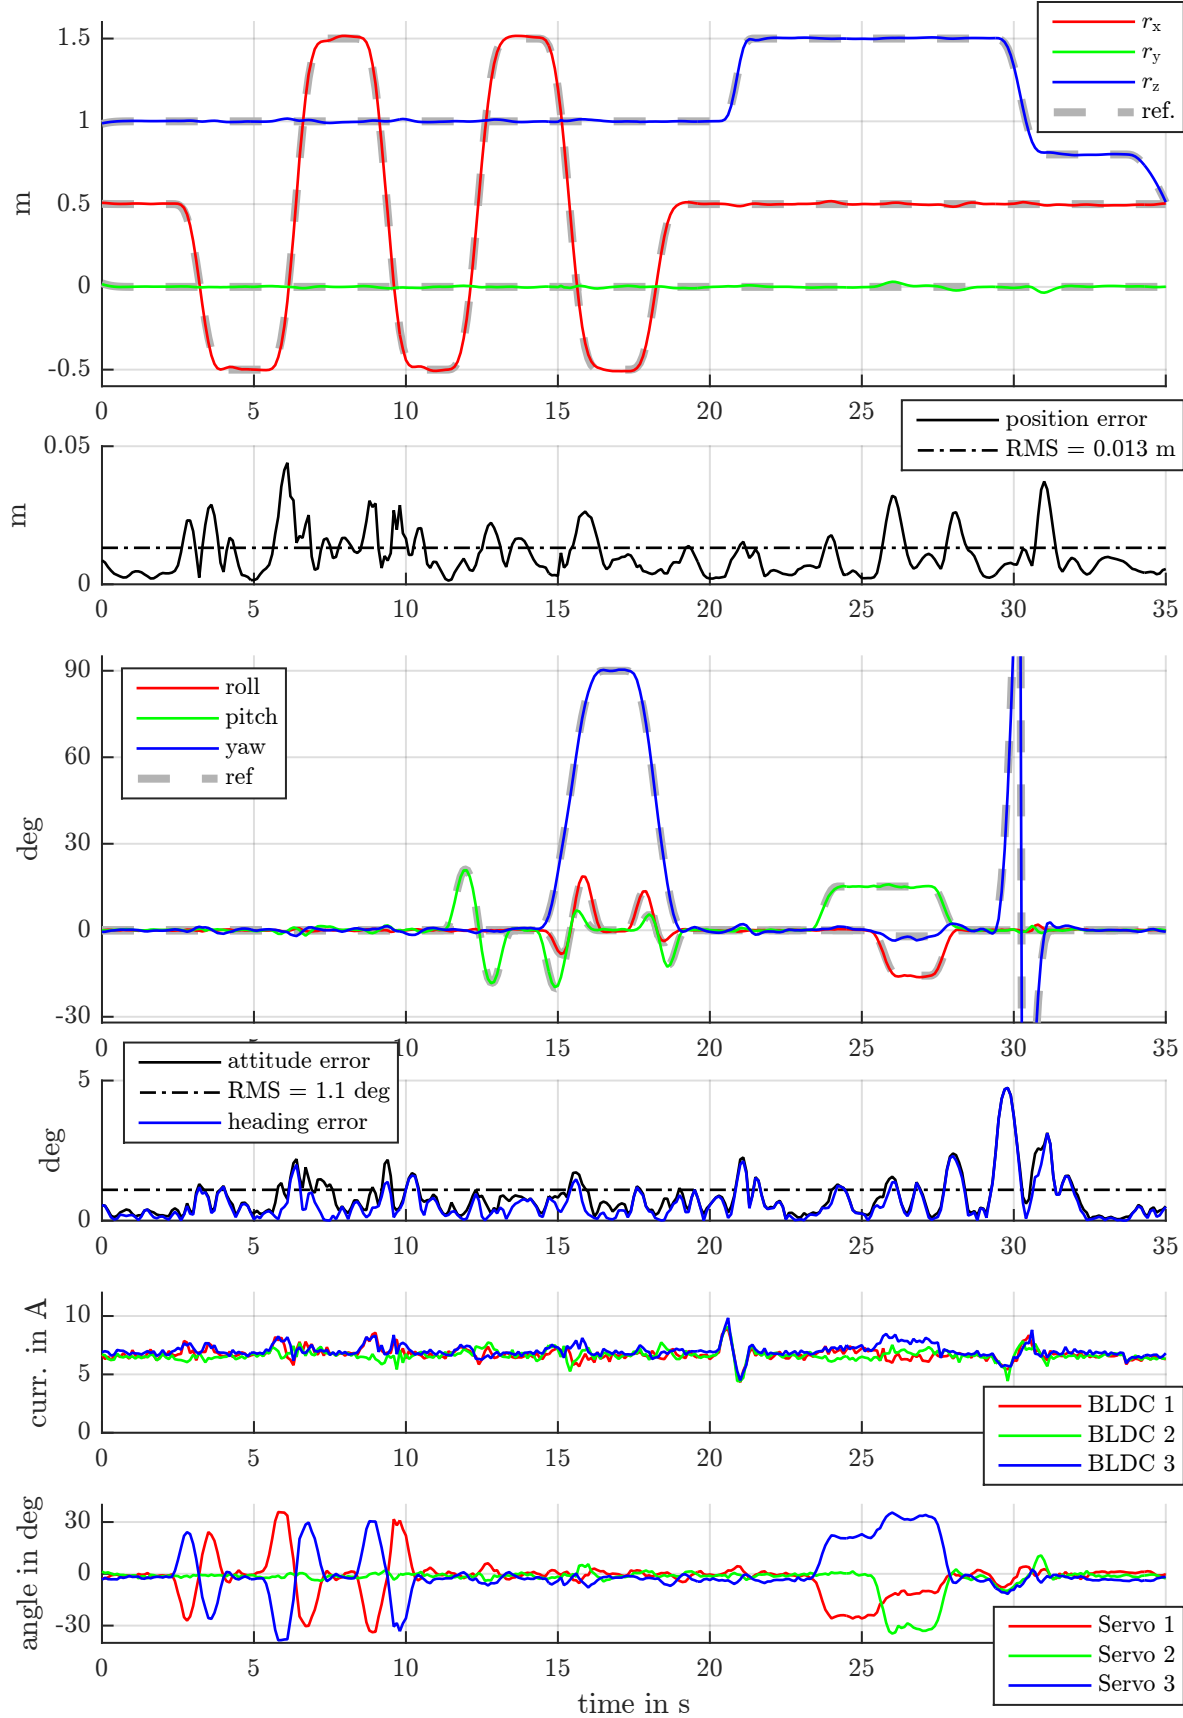 1.5
1
0.5
0
-0.5
m
r_x
r_y
r_z
ref.
0 5 10 15 20 25
position error
RMS = 0.013 m
0.05
0
m
0 5 10 15 20 25 30 35
90
60
30
0
-30
deg
roll
pitch
yaw
ref
0 5 10 15 20 25 30 35
attitude error
RMS = 1.1 deg
heading error
5
0
deg
0 5 10 15 20 25 30 35
10
5
0
curr. in A
BLDC 1
BLDC 2
BLDC 3
0 5 10 15 20 25
30
0
-30
angle in deg
Servo 1
Servo 2
Servo 3
0 5 10 15 20 25
time in s